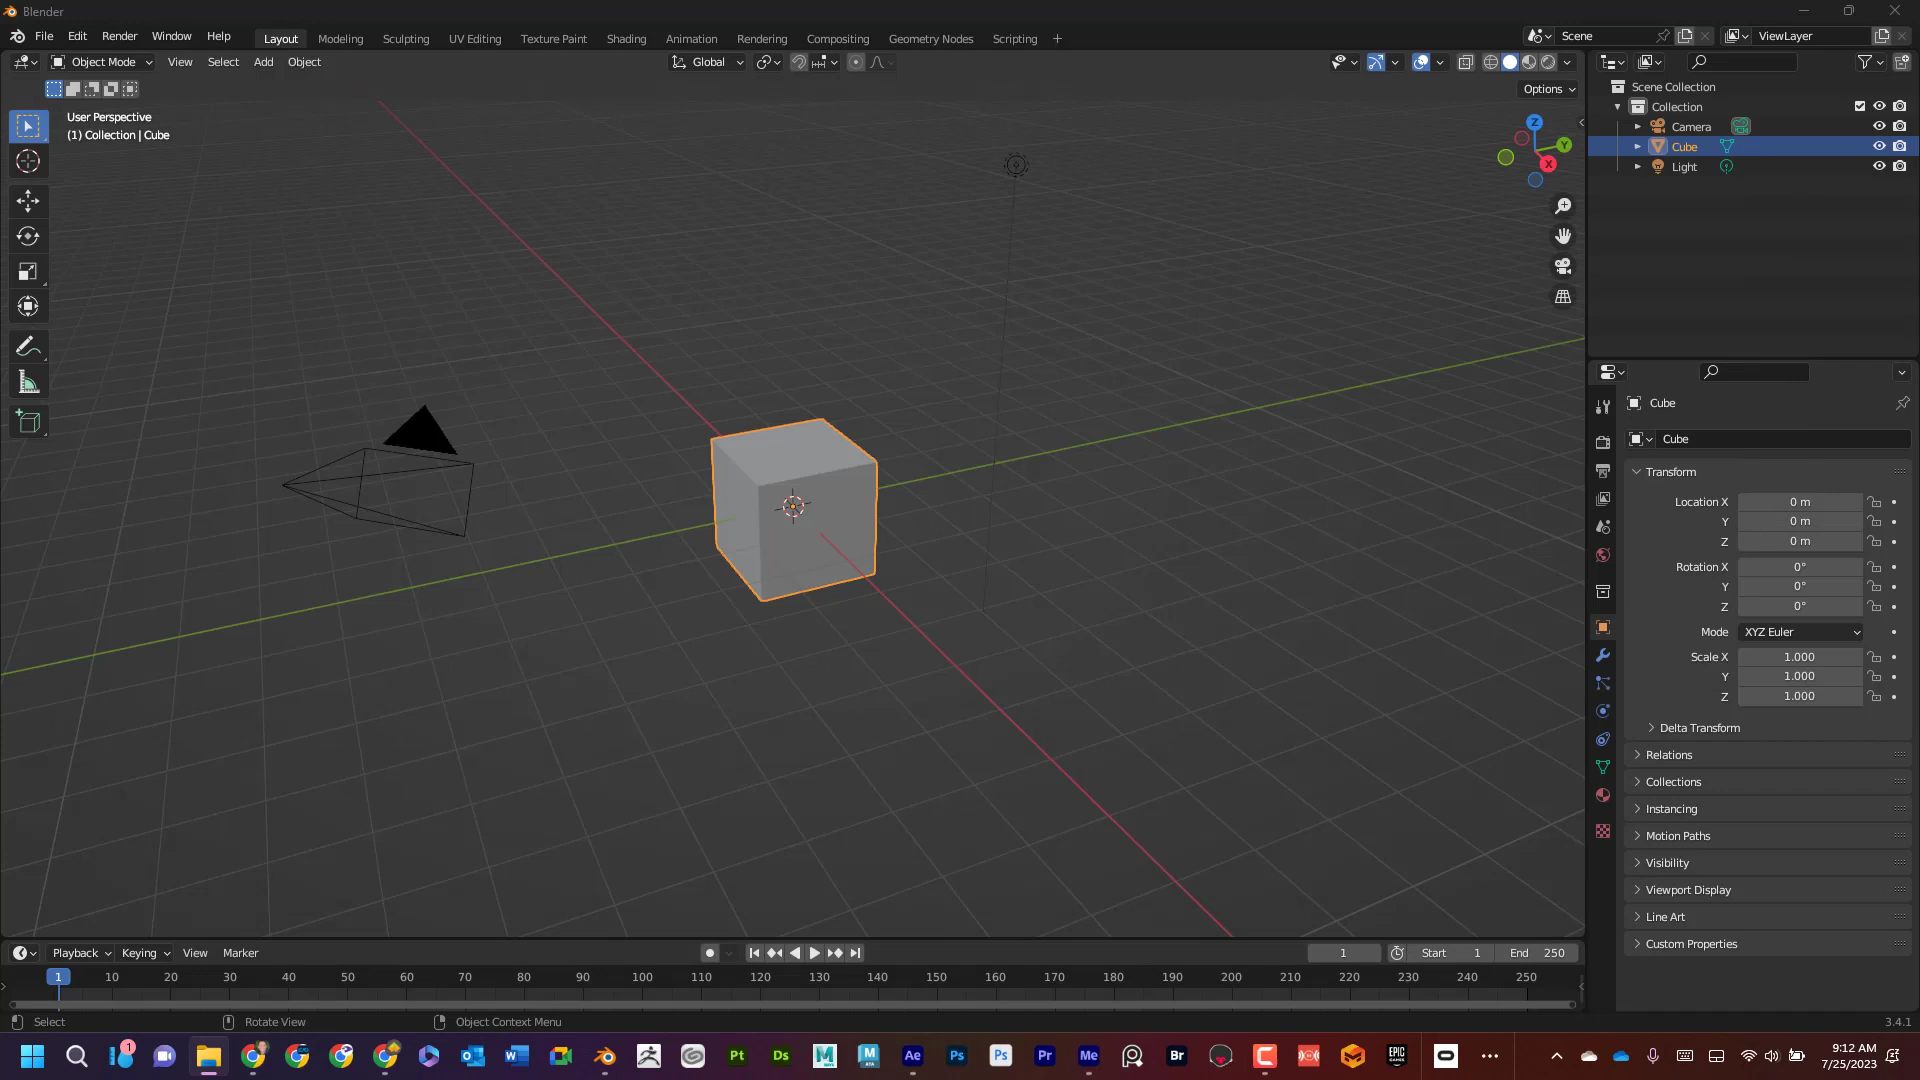 Blender
File Edit Render Window Help Layout Modeling Sculpting UV Editing Texture Paint Shading Animation Rendering Compositing Geometry Nodes Scripting + Scene ViewLayer
Object Mode View Select Add Object Global
Options
User Perspective
(1) Collection | Cube
Z
Y
X
Scene Collection
Collection
Camera
Cube
Light
Cube
Cube
Transform
Location X 0 m
Y 0 m
Z 0 m
Rotation X 0°
Y 0°
Z 0°
Mode XYZ Euler
Scale X 1.000
Y 1.000
Z 1.000
Delta Transform
Relations
Collections
Instancing
Motion Paths
Visibility
Viewport Display
Line Art
Custom Properties
Playback Keying View Marker 1 Start 1 End 250
1 10 20 30 40 50 60 70 80 90 100 110 120 130 140 150 160 170 180 190 200 210 220 230 240 250
Select Rotate View Object Context Menu 3.4.1
1 Pt Ds Ae Ps Ps Pr Me Br EPIC GAMES
9:12 AM
7/25/2023